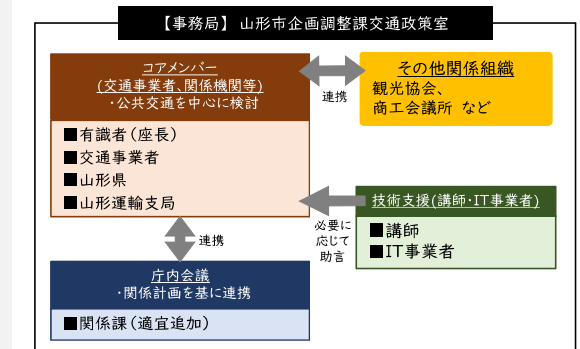 【事務局】 山形市企画調整課交通政策室
コアメンバー
(交通事業者、関係機関等)
・公共交通を中心に検討
■有識者(座長)
■交通事業者
■山形県
■山形運輸支局
連携
その他関係組織
観光協会、
商工会議所 など
必要に
応じて
助言
技術支援(講師・IT事業者)
■講師
■IT事業者
連携
庁内会議
・関係計画を基に連携
■関係課(適宜追加)